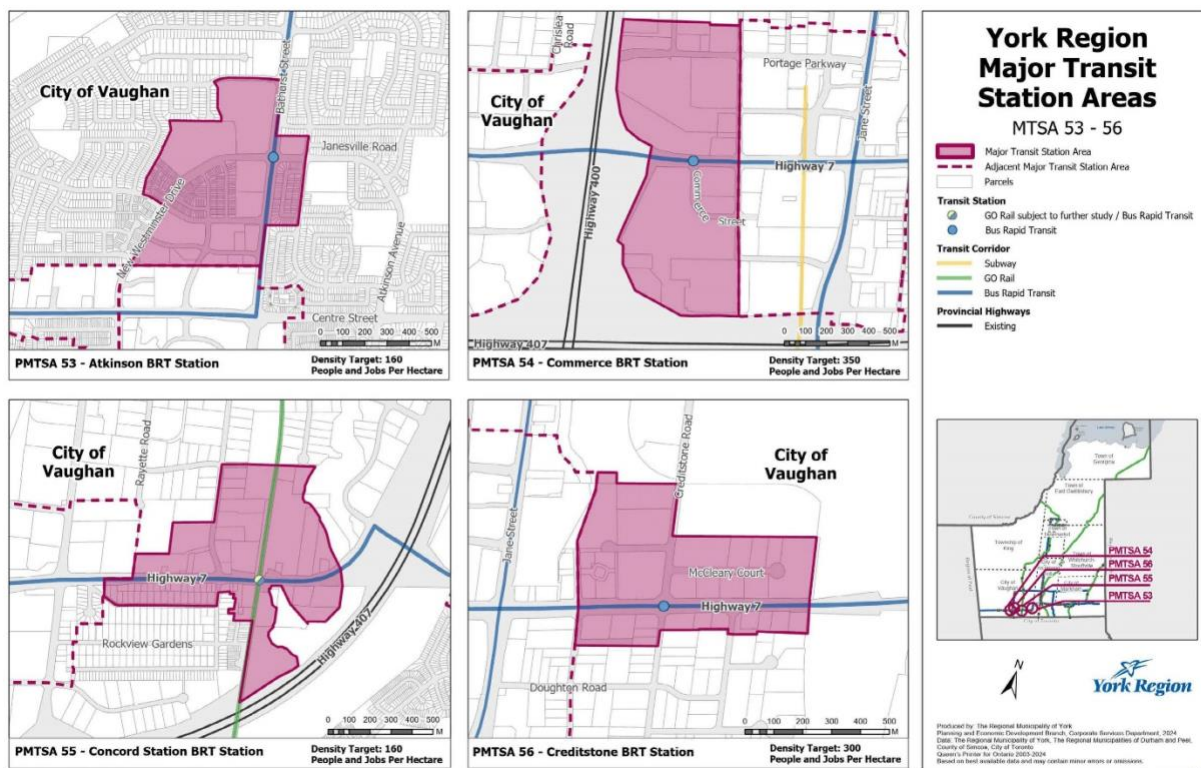 City of Vaughan
Bathurst Street
Janesville Road
New Westminster Drive
Atkinson Ave
Centre Street
0 100 200 300 400 500
M
PMTSA 53 - Atkinson BRT Station
Density Target: 160
People and Jobs Per Hectare
Chrislea
Road
City of
Vaughan
Portage Parkway
Jane Street
Highway 400
Highway 7
Commerce
Street
Highway 407
0 100 200 300 400 500
M
PMTSA 54 - Commerce BRT Station
Density Target: 350
People and Jobs Per Hectare
City of
Vaughan
Highway 7
Rockview Gardens
Highway 407
0 100 200 300 400 500
M
PMTSA 55 - Concord Station BRT Station
Density Target: 160
People and Jobs Per Hectare
Creditstone Road
City of
Vaughan
Jane Street
McCleary Court
Highway 7
Doughton Road
0 100 200 300 400 500
M
PMTSA 56 - Creditstone BRT Station
Density Target: 300
People and Jobs Per Hectare
York Region
Major Transit
Station Areas
MTSA 53 - 56
Major Transit Station Area
Adjacent Major Transit Station Area
Parcels
Transit Station
GO Rail subject to further study / Bus Rapid Transit
Bus Rapid Transit
Transit Corridor
Subway
GO Rail
Bus Rapid Transit
Provincial Highways
Existing
Town of
Georgina
Town of
East Gwillimbury
County of Simcoe
Township of
King
City of
Vaughan
PMTSA 54
PMTSA 56
PMTSA 55
PMTSA 53
N
York Region
Produced by: The Regional Municipality of York
Planning and Economic Development Branch, Corporate Services Department, 2024
Data: The Regional Municipality of York, The Regional Municipalities of Durham and Peel,
County of Simcoe, City of Toronto
Queen's Printer for Ontario 2003-2024
Based on best available data and may contain minor errors or omissions.